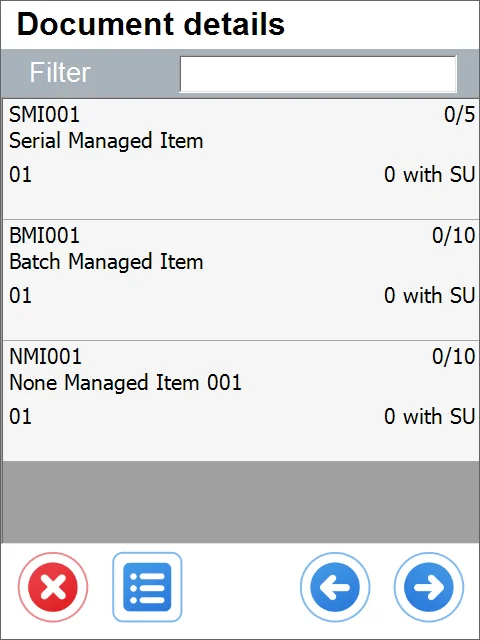 Document details
Filter
SMI001 0/5
Serial Managed Item
01 0 with SU
BMI001 0/10
Batch Managed Item
01 0 with SU
NMI001 0/10
None Managed Item 001
01 0 with SU